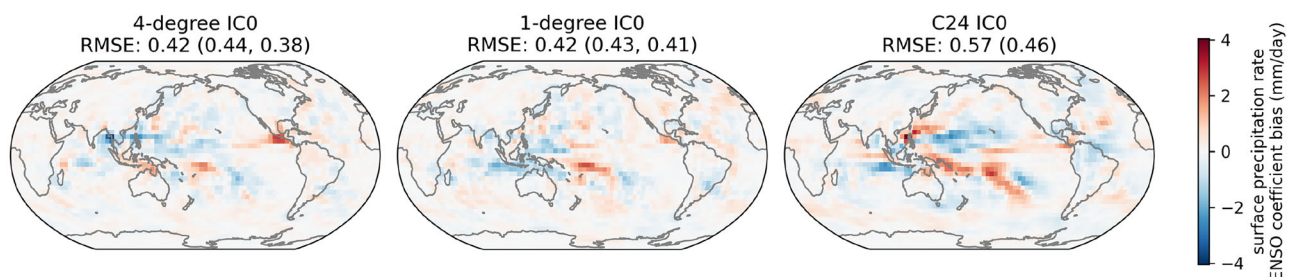 4-degree IC0
RMSE: 0.42 (0.44, 0.38)
1-degree IC0
RMSE: 0.42 (0.43, 0.41)
C24 IC0
RMSE: 0.57 (0.46)
4
2
0
−2
−4
surface precipitation rate
ENSO coefficient bias (mm/day)